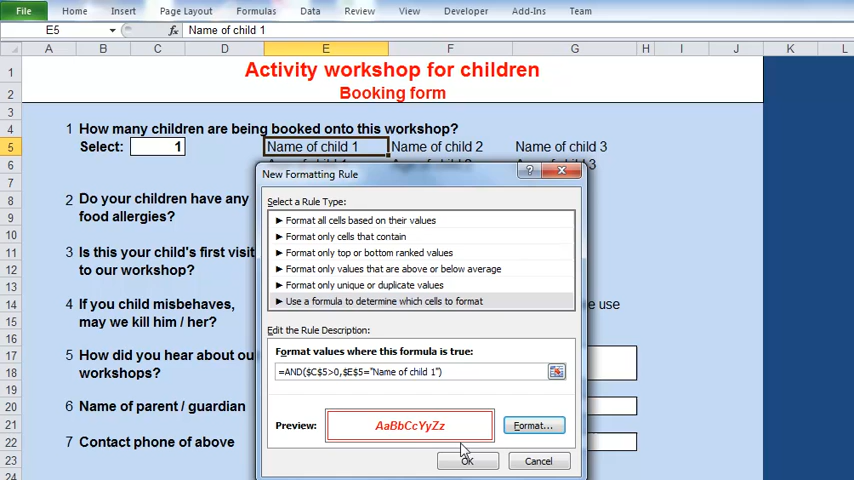 File Home Insert Page Layout Formulas Data Review View Developer Add-Ins Team
E5 fx Name of child 1
A B C D E F G H I J K L
1 Activity workshop for children
2 Booking form
3
4 1 How many children are being booked onto this workshop?
5 Select: 1 Name of child 1 Name of child 2 Name of child 3
6
7 New Formatting Rule ?
8 2 Do your children have any
9 food allergies?
10
11 3 Is this your child's first visit
12 to our workshop?
13
14 4 If you child misbehaves, use
15 may we kill him / her?
16
17 5 How did you hear about ou
18 workshops?
19
20 6 Name of parent / guardian
21
22 7 Contact phone of above
23
24
Select a Rule Type:
► Format all cells based on their values
► Format only cells that contain
► Format only top or bottom ranked values
► Format only values that are above or below average
► Format only unique or duplicate values
► Use a formula to determine which cells to format
Edit the Rule Description:
Format values where this formula is true:
=AND($C$5>0,$E$5="Name of child 1")
Preview: AaBbCcYyZz Format...
OK Cancel